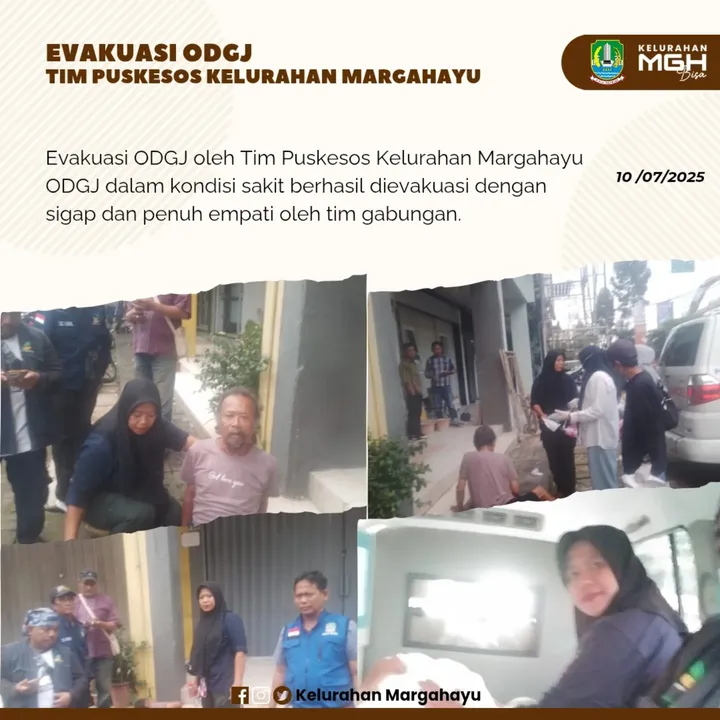 EVAKUASI ODGJ
TIM PUSKESOS KELURAHAN MARGAHAYU
KELURAHAN
MGH
Bisa
Evakuasi ODGJ oleh Tim Puskesos Kelurahan Margahayu
ODGJ dalam kondisi sakit berhasil dievakuasi dengan
sigap dan penuh empati oleh tim gabungan.
10 /07/2025
Kelurahan Margahayu